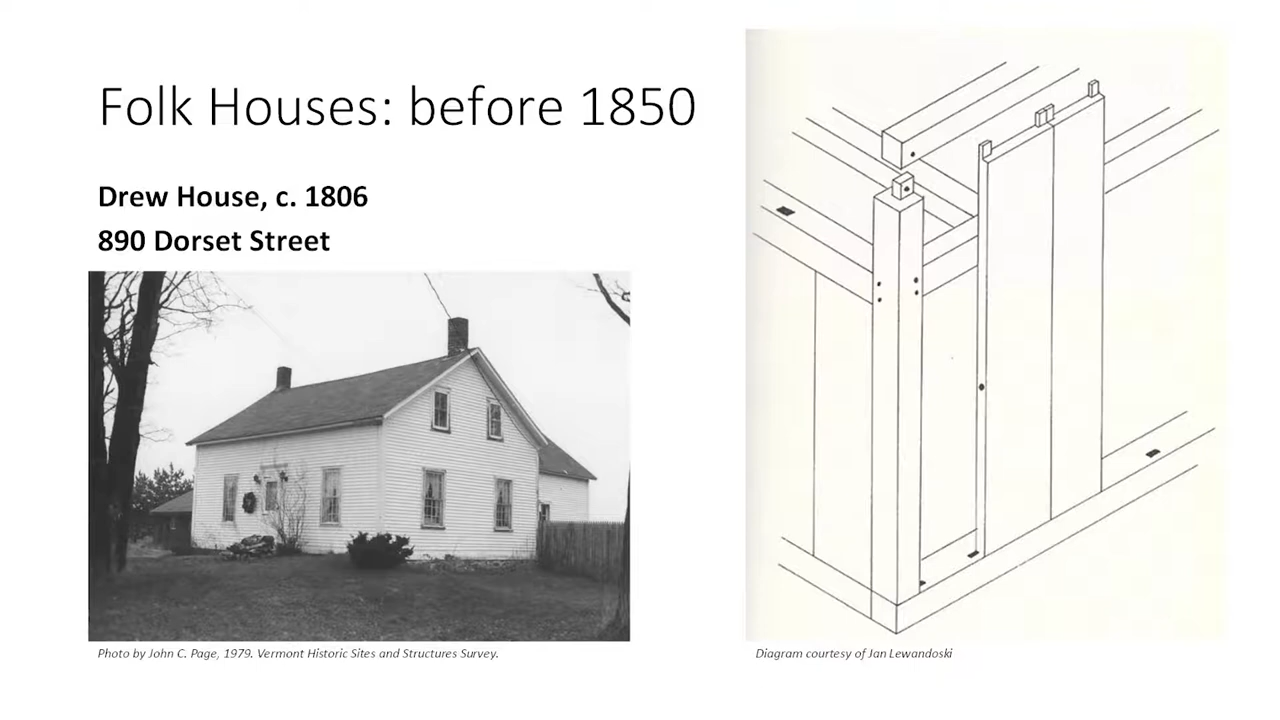 Folk Houses: before 1850
Drew House, c. 1806
890 Dorset Street
Photo by John C. Page, 1979. Vermont Historic Sites and Structures Survey.
Diagram courtesy of Jan Lewandoski